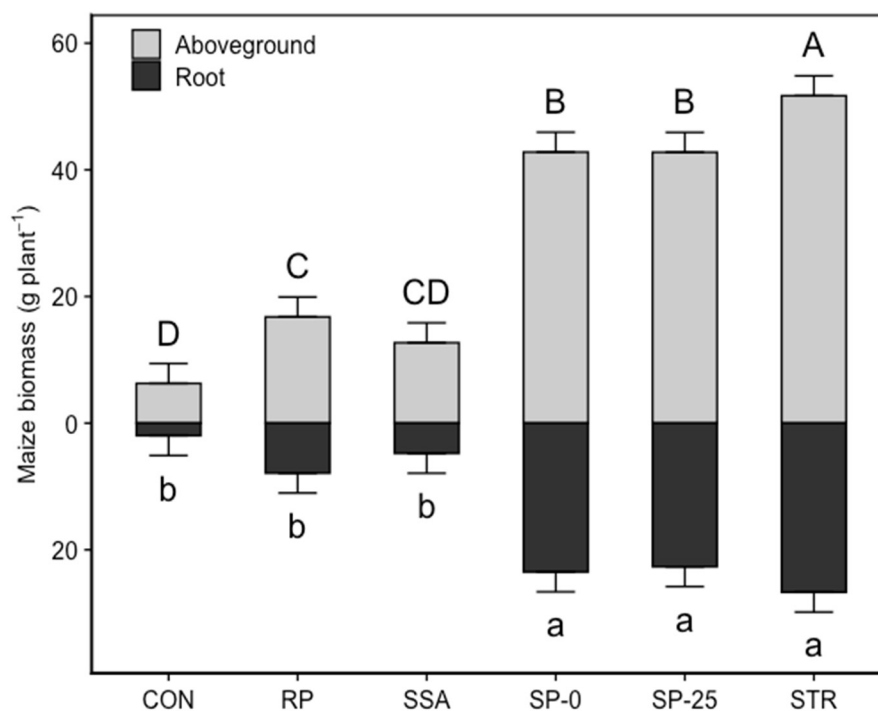 Aboveground
Root
Maize biomass (g plant⁻¹)
60
40
20
0
20
D
C
CD
B
B
A
b
b
b
a
a
a
CON RP SSA SP-0 SP-25 STR